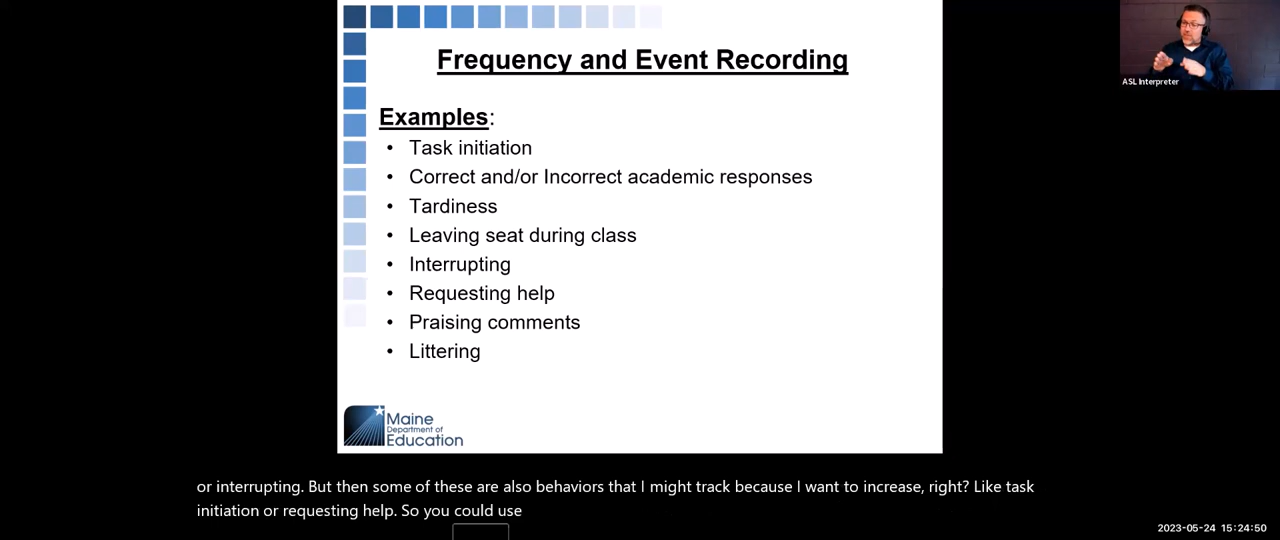 Frequency and Event Recording
ASL Interpreter
Examples:
• Task initiation
• Correct and/or Incorrect academic responses
• Tardiness
• Leaving seat during class
• Interrupting
• Requesting help
• Praising comments
• Littering
Maine
Department of
Education
or interrupting. But then some of these are also behaviors that I might track because I want to increase, right? Like task
initiation or requesting help. So you could use
2023-05-24 15:24:50